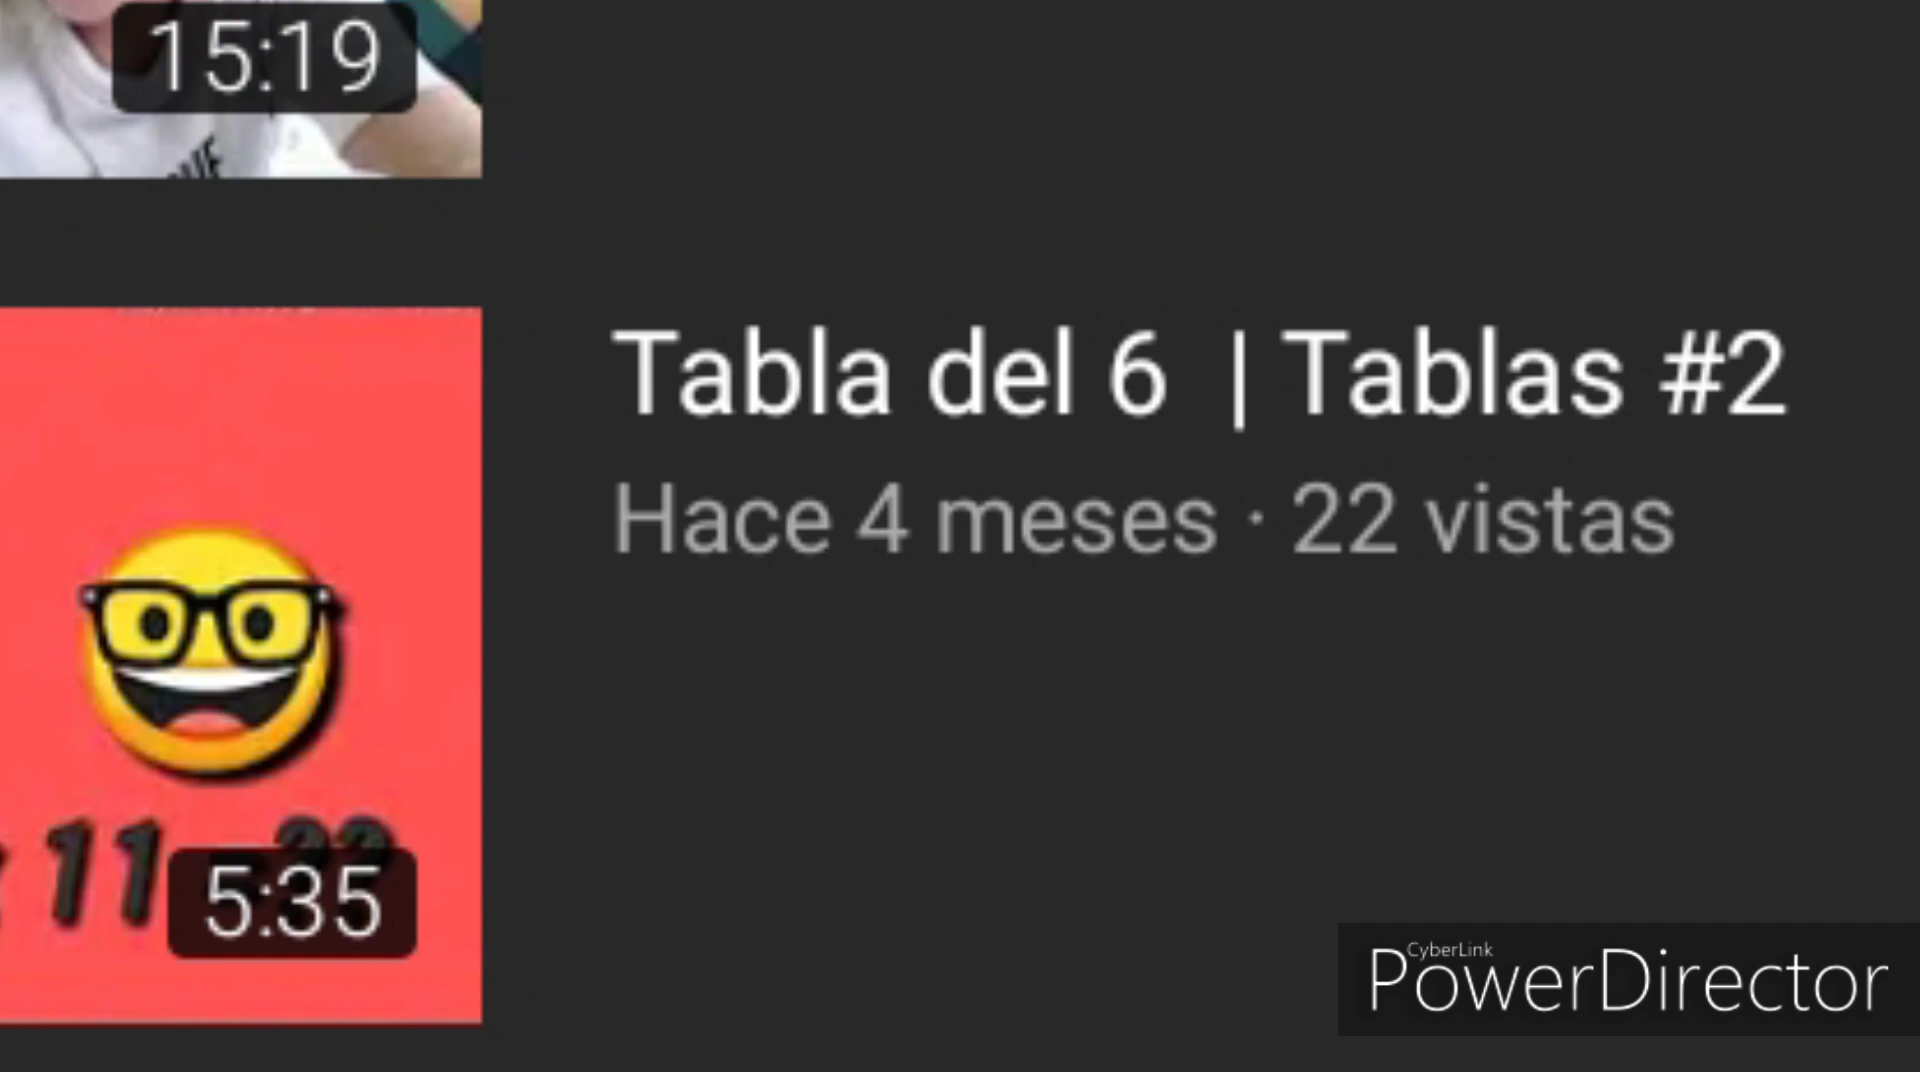 15:19
Tabla del 6 | Tablas #2
Hace 4 meses · 22 vistas
11
5:35
CyberLink
PowerDirector